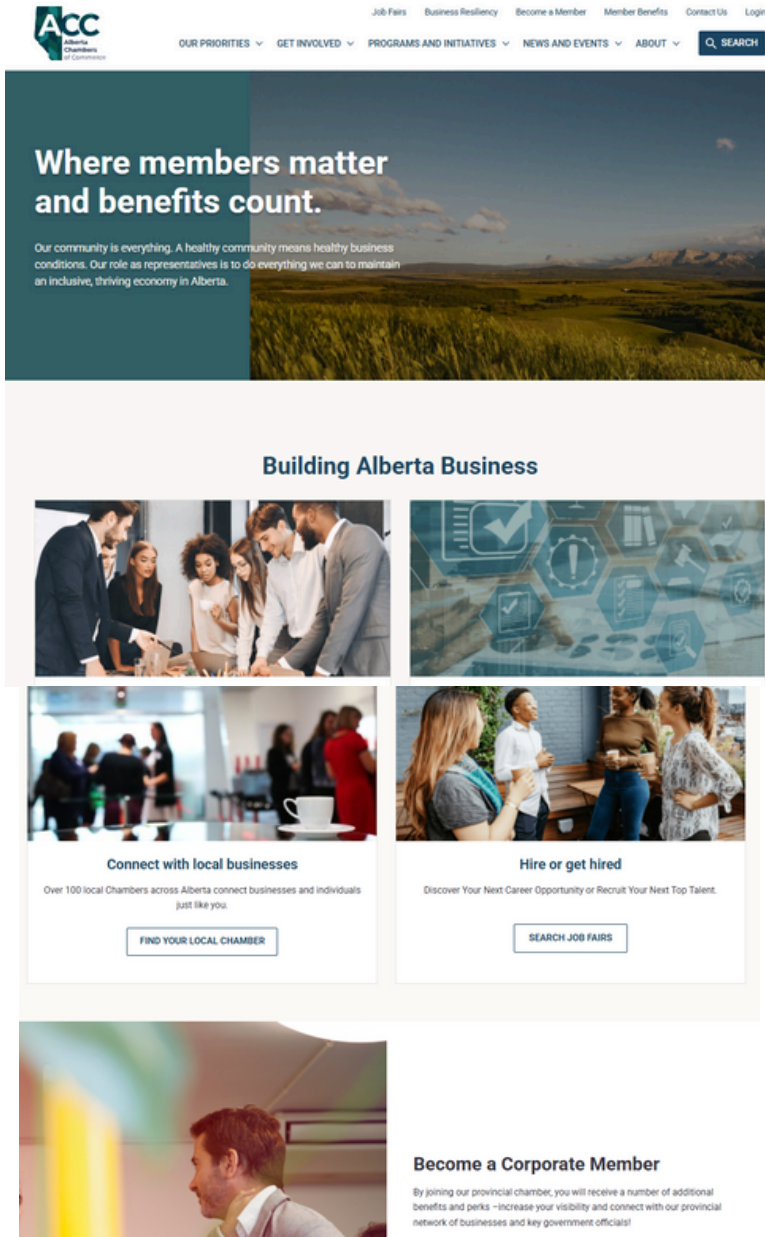 ACC
Alberta
Chambers
of Commerce
Job Fairs Business Resiliency Become a Member Member Benefits Contact Us Login
OUR PRIORITIES GET INVOLVED PROGRAMS AND INITIATIVES NEWS AND EVENTS ABOUT SEARCH
Where members matter
and benefits count.
Our community is everything. A healthy community means healthy business
conditions. Our role as representatives is to do everything we can to maintain
an inclusive, thriving economy in Alberta.
Building Alberta Business
Connect with local businesses
Over 100 local Chambers across Alberta connect businesses and individuals
just like you.
FIND YOUR LOCAL CHAMBER
Hire or get hired
Discover Your Next Career Opportunity or Recruit Your Next Top Talent.
SEARCH JOB FAIRS
Become a Corporate Member
By joining our provincial chamber, you will receive a number of additional
benefits and perks –increase your visibility and connect with our provincial
network of businesses and key government officials!